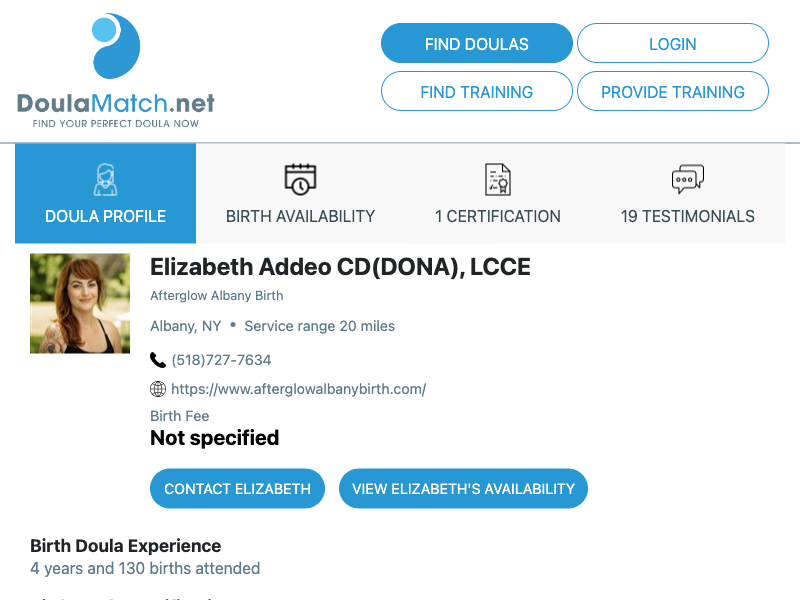 DoulaMatch.net
FIND YOUR PERFECT DOULA NOW
FIND DOULAS
LOGIN
FIND TRAINING
PROVIDE TRAINING
DOULA PROFILE
BIRTH AVAILABILITY
1 CERTIFICATION
19 TESTIMONIALS
Elizabeth Addeo CD(DONA), LCCE
Afterglow Albany Birth
Albany, NY • Service range 20 miles
(518)727-7634
https://www.afterglowalbanybirth.com/
Birth Fee
Not specified
CONTACT ELIZABETH
VIEW ELIZABETH'S AVAILABILITY
Birth Doula Experience
4 years and 130 births attended